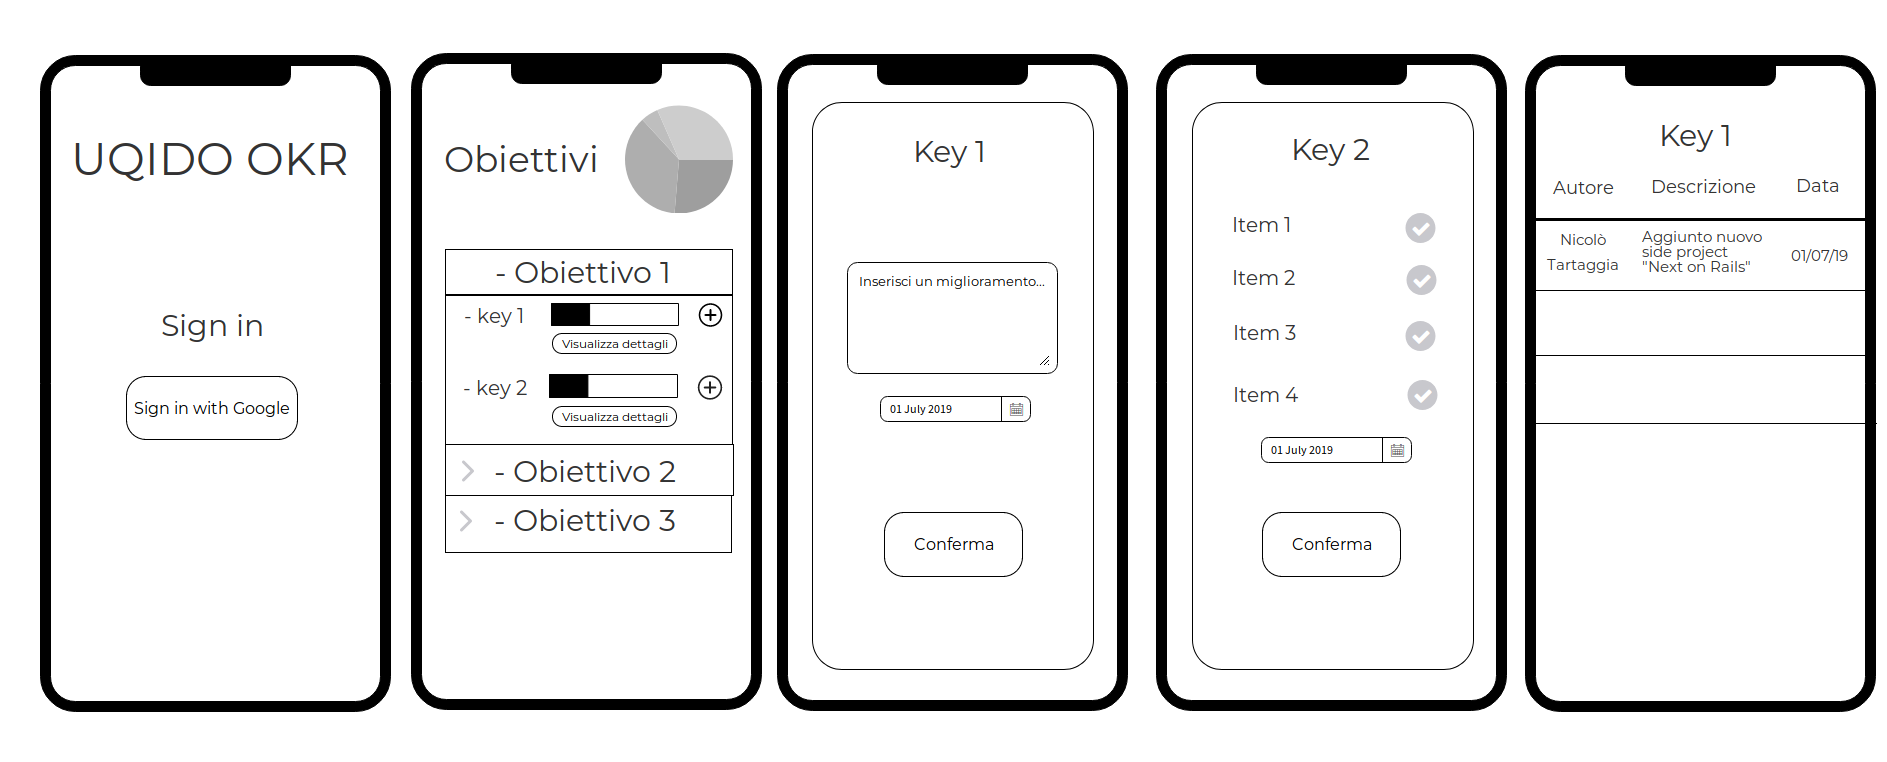 UQIDO OKR
Sign in
Sign in with Google
Obiettivi
- Obiettivo 1
- key 1
Visualizza dettagli
- key 2
Visualizza dettagli
- Obiettivo 2
- Obiettivo 3
Key 1
Inserisci un miglioramento...
01 July 2019
Conferma
Key 2
Item 1
Item 2
Item 3
Item 4
01 July 2019
Conferma
Key 1
Autore Descrizione Data
Nicolò
Tartaggia
Aggiunto nuovo
side project
"Next on Rails"
01/07/19